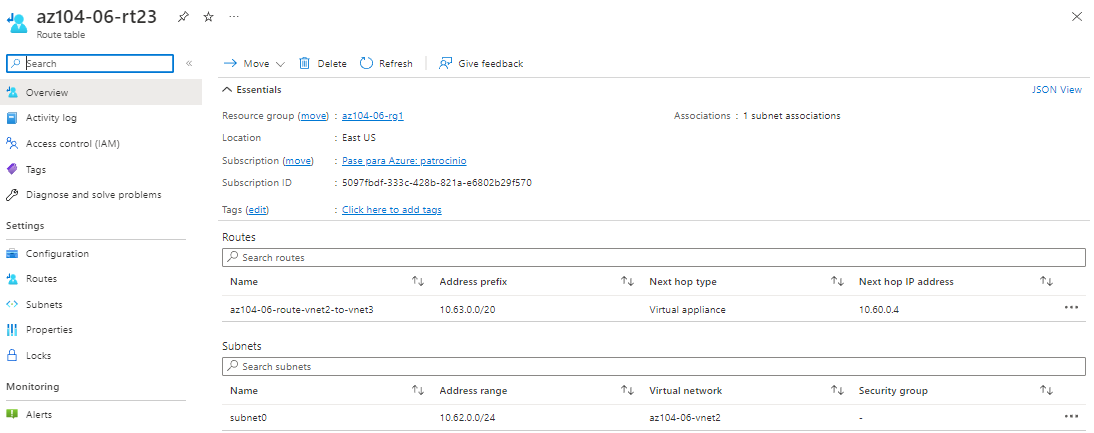 az104-06-rt23 ...
Route table
Search «
Overview
Activity log
Access control (IAM)
Tags
Diagnose and solve problems
Settings
Configuration
Routes
Subnets
Properties
Locks
Monitoring
Alerts
Move Delete Refresh Give feedback
Essentials JSON View
Resource group (move) : az104-06-rg1 Associations : 1 subnet associations
Location : East US
Subscription (move) : Pase para Azure: patrocinio
Subscription ID : 5097fbdf-333c-428b-821a-e6802b29f570
Tags (edit) : Click here to add tags
Routes
Search routes
Name Address prefix Next hop type Next hop IP address
az104-06-route-vnet2-to-vnet3 10.63.0.0/20 Virtual appliance 10.60.0.4 ...
Subnets
Search subnets
Name Address range Virtual network Security group
subnet0 10.62.0.0/24 az104-06-vnet2 - ...